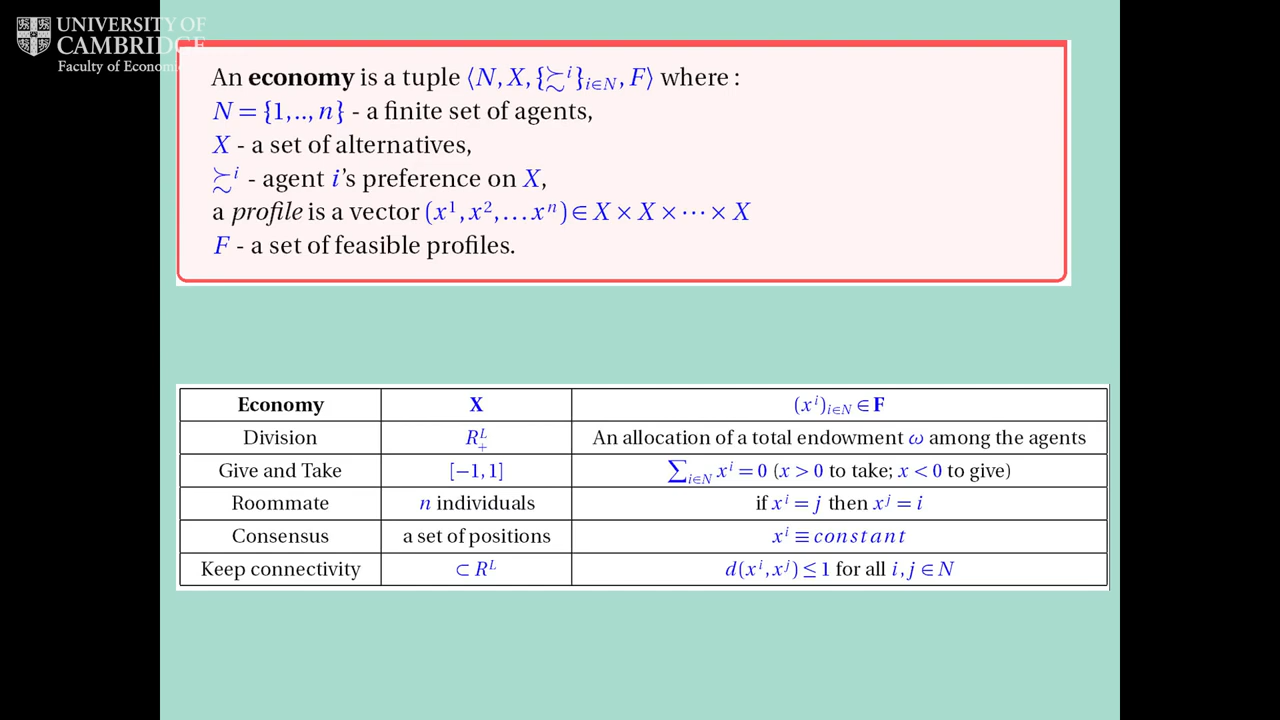 UNIVERSITY OF
CAMBRIDGE
Faculty of Econom
An economy is a tuple ⟨N, X, {≿^i}_{i∈N}, F⟩ where :
N = {1, .., n} - a finite set of agents,
X - a set of alternatives,
≿^i - agent i's preference on X,
a profile is a vector (x^1, x^2, ... x^n) ∈ X × X × ··· × X
F - a set of feasible profiles.
Economy X (x^i)_{i∈N} ∈ F
Division R^L_+ An allocation of a total endowment ω among the agents
Give and Take [−1, 1] ∑_{i∈N} x^i = 0 (x > 0 to take; x < 0 to give)
Roommate n individuals if x^i = j then x^j = i
Consensus a set of positions x^i ≡ constant
Keep connectivity ⊂ R^L d(x^i, x^j) ≤ 1 for all i, j ∈ N